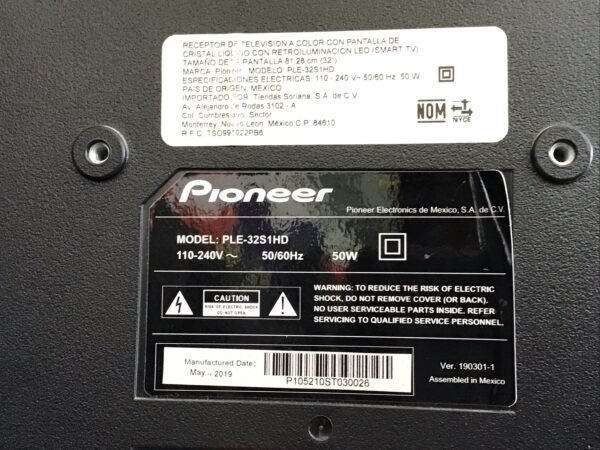 RECEPTOR DE TELEVISION A COLOR CON PANTALLA DE
CRISTAL LIQUIDO CON RETROILUMINACION LED (SMART TV)
TAMAÑO DE LA PANTALLA 81.28 cm (32")
MARCA: Pioneer MODELO: PLE-32S1HD
ESPECIFICACIONES ELECTRICAS: 110 - 240 V~ 50/60 Hz 50 W
PAIS DE ORIGEN: MEXICO
IMPORTADO POR: Tiendas Soriana, S.A. de C.V.
Av. Alejandro de Rodas 3102 - A
Col. Cumbres 8vo. Sector
Monterrey, Nuevo Leon, México C.P. 64610
R.F.C. TSO991022PB6
NOM NYCE
Pioneer
Pioneer Electronics de Mexico, S.A. de C.V.
MODEL: PLE-32S1HD
110-240V ~ 50/60Hz 50W
CAUTION
RISK OF ELECTRIC SHOCK
DO NOT OPEN
WARNING: TO REDUCE THE RISK OF ELECTRIC
SHOCK, DO NOT REMOVE COVER (OR BACK).
NO USER SERVICEABLE PARTS INSIDE. REFER
SERVICING TO QUALIFIED SERVICE PERSONNEL.
Manufactured Date:
May., 2019
P105210ST030026
Ver. 190301-1
Assembled in Mexico